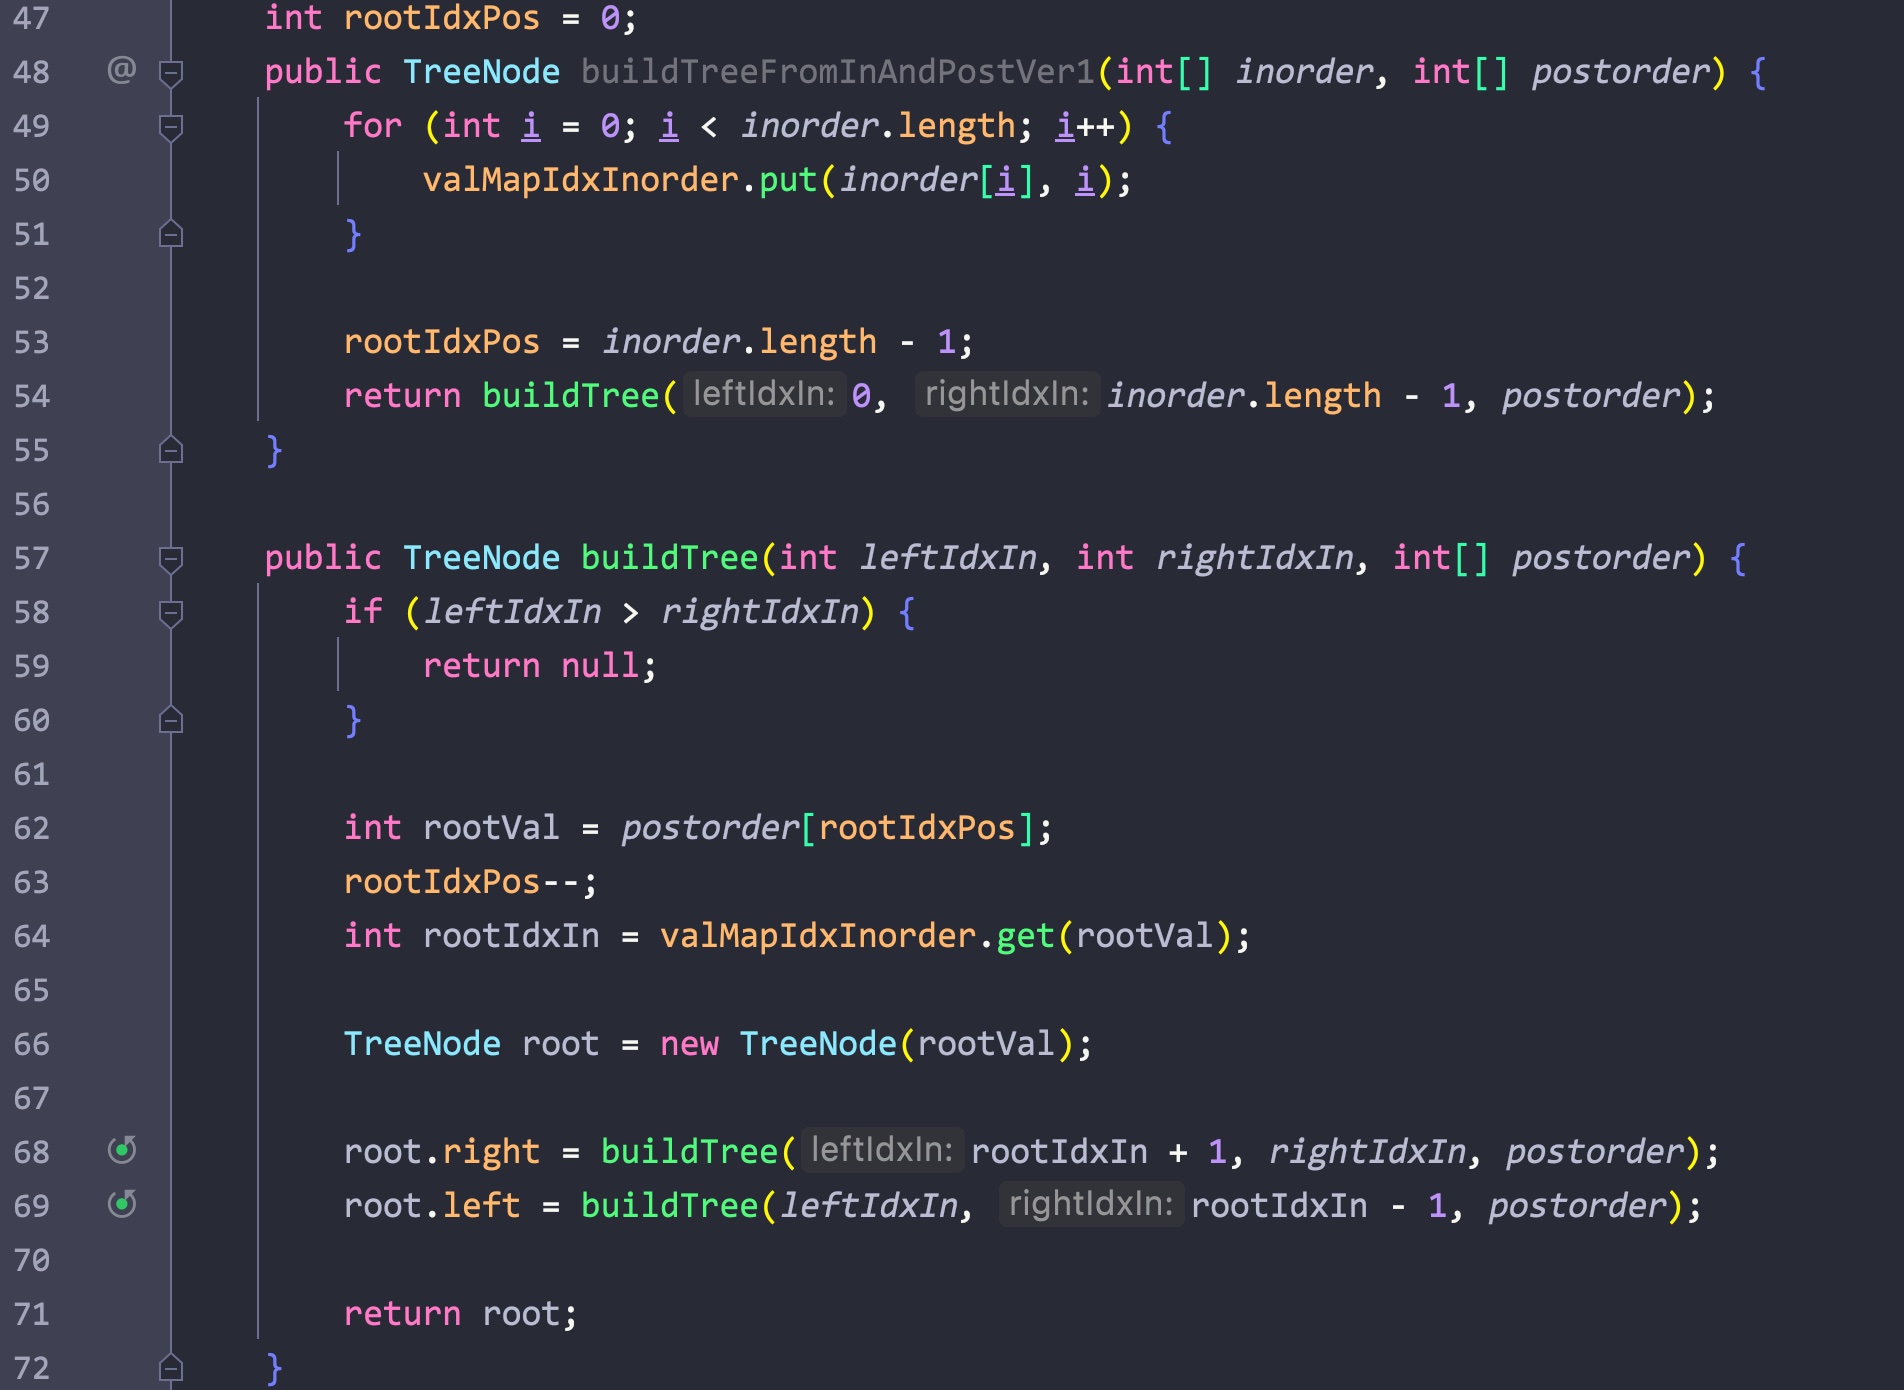 47 int rootIdxPos = 0;
48 @ public TreeNode buildTreeFromInAndPostVer1(int[] inorder, int[] postorder) {
49 for (int i = 0; i < inorder.length; i++) {
50 valMapIdxInorder.put(inorder[i], i);
51 }
52
53 rootIdxPos = inorder.length - 1;
54 return buildTree( leftIdxIn: 0, rightIdxIn: inorder.length - 1, postorder);
55 }
56
57 public TreeNode buildTree(int leftIdxIn, int rightIdxIn, int[] postorder) {
58 if (leftIdxIn > rightIdxIn) {
59 return null;
60 }
61
62 int rootVal = postorder[rootIdxPos];
63 rootIdxPos--;
64 int rootIdxIn = valMapIdxInorder.get(rootVal);
65
66 TreeNode root = new TreeNode(rootVal);
67
68 root.right = buildTree( leftIdxIn: rootIdxIn + 1, rightIdxIn, postorder);
69 root.left = buildTree(leftIdxIn, rightIdxIn: rootIdxIn - 1, postorder);
70
71 return root;
72 }